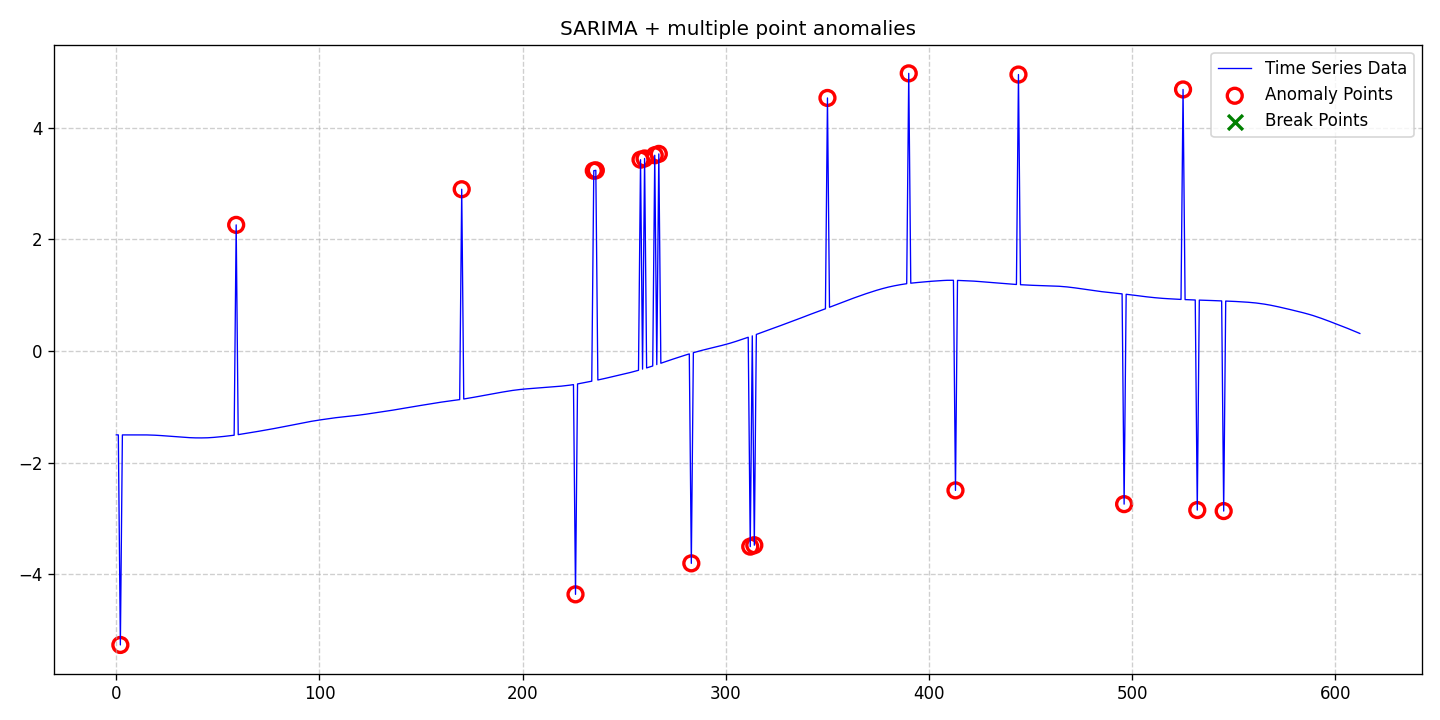 SARIMA + multiple point anomalies
Time Series Data
Anomaly Points
Break Points
4
2
0
−2
−4
0 100 200 300 400 500 600